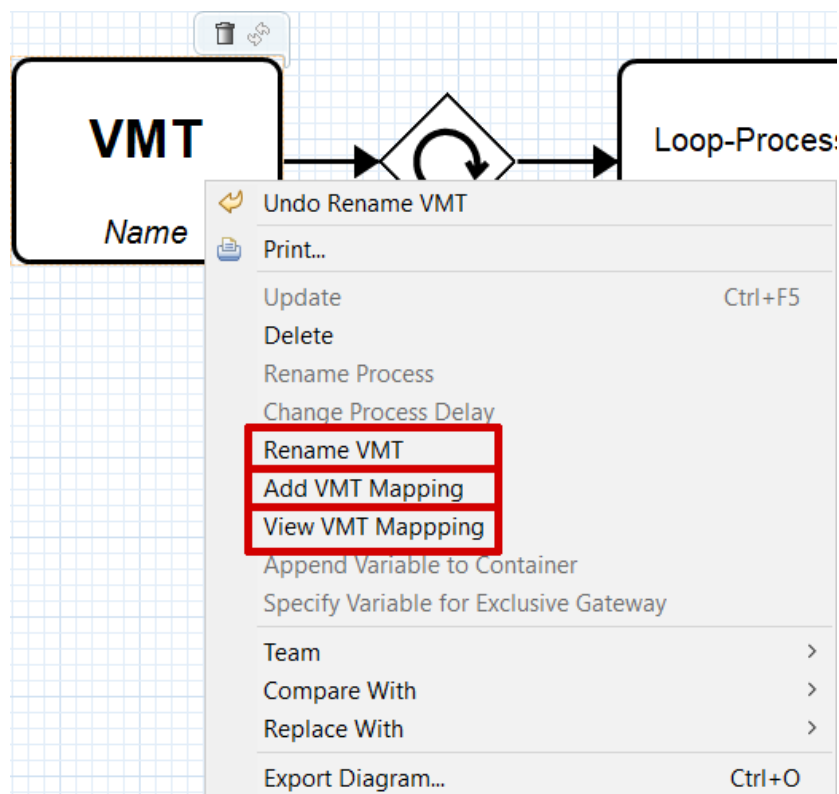 VMT
Name
Loop-Process
Undo Rename VMT
Print...
Update Ctrl+F5
Delete
Rename Process
Change Process Delay
Rename VMT
Add VMT Mapping
View VMT Mappping
Append Variable to Container
Specify Variable for Exclusive Gateway
Team
Compare With
Replace With
Export Diagram... Ctrl+O